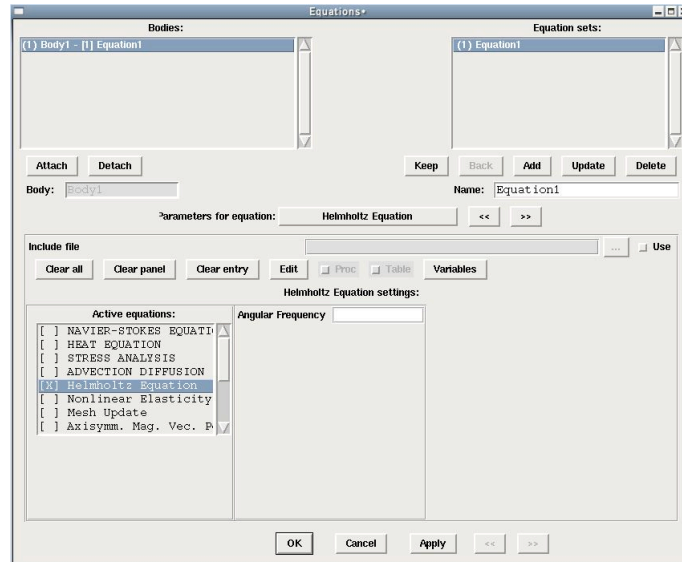 Equations•
Bodies:
Equation sets:
(1) Body1 - [1] Equation1
(1) Equation1
Attach Detach Keep Back Add Update Delete
Body: Body1 Name: Equation1
Parameters for equation: Helmholtz Equation << >>
Include file ... Use
Clear all Clear panel Clear entry Edit Proc Table Variables
Helmholtz Equation settings:
Active equations:
Angular Frequency
[ ] NAVIER-STOKES EQUATI
[ ] HEAT EQUATION
[ ] STRESS ANALYSIS
[ ] ADVECTION DIFFUSION
[X] Helmholtz Equation
[ ] Nonlinear Elasticity
[ ] Mesh Update
[ ] Axisymm. Mag. Vec. P
OK Cancel Apply << >>